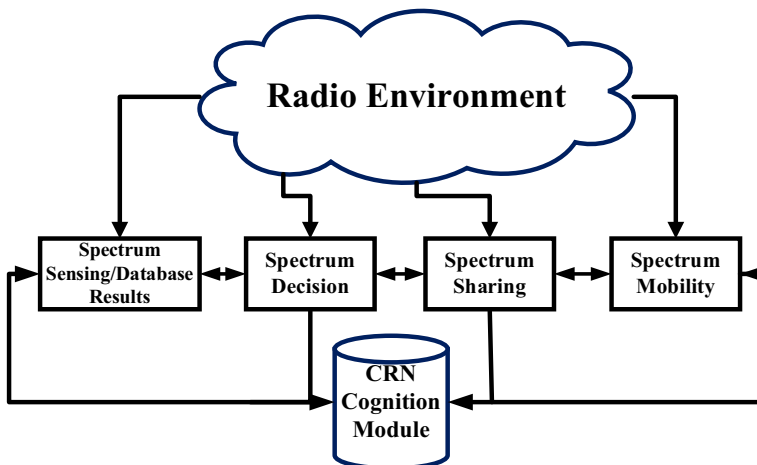 Radio Environment
Spectrum
Sensing/Database
Results
Spectrum
Decision
Spectrum
Sharing
Spectrum
Mobility
CRN
Cognition
Module